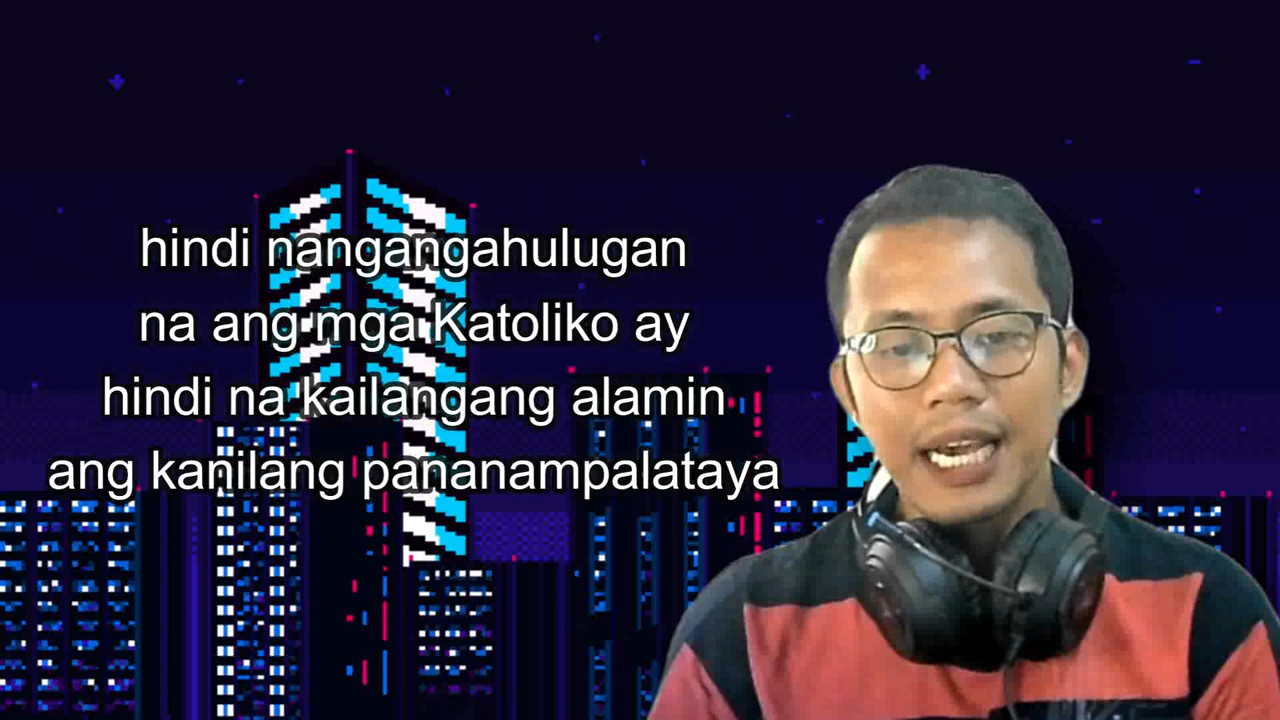 hindi nangangahulugan
na ang mga Katoliko ay
hindi na kailangang alamin
ang kanilang pananampalataya